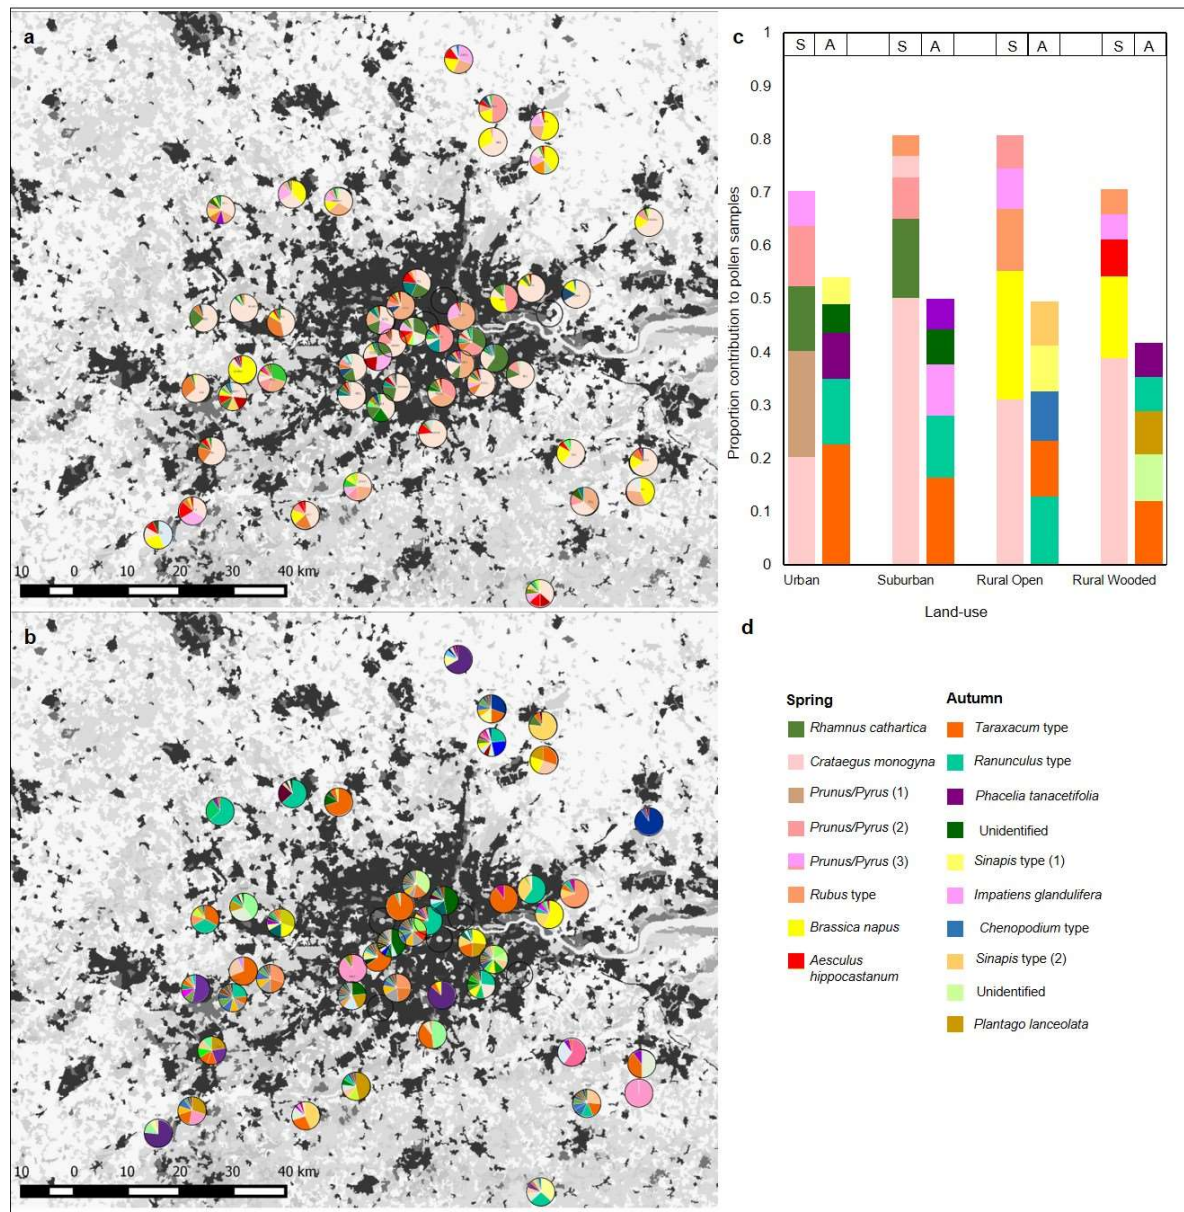 a
10 0 10 20 30 40 km
b
10 0 10 20 30 40 km
c
Proportion contribution to pollen samples
1
0.9
0.8
0.7
0.6
0.5
0.4
0.3
0.2
0.1
0
S A S A S A S A
Urban Suburban Rural Open Rural Wooded
Land-use
d
Spring
Rhamnus cathartica
Crataegus monogyna
Prunus/Pyrus (1)
Prunus/Pyrus (2)
Prunus/Pyrus (3)
Rubus type
Brassica napus
Aesculus
hippocastanum
Autumn
Taraxacum type
Ranunculus type
Phacelia tanacetifolia
Unidentified
Sinapis type (1)
Impatiens glandulifera
Chenopodium type
Sinapis type (2)
Unidentified
Plantago lanceolata